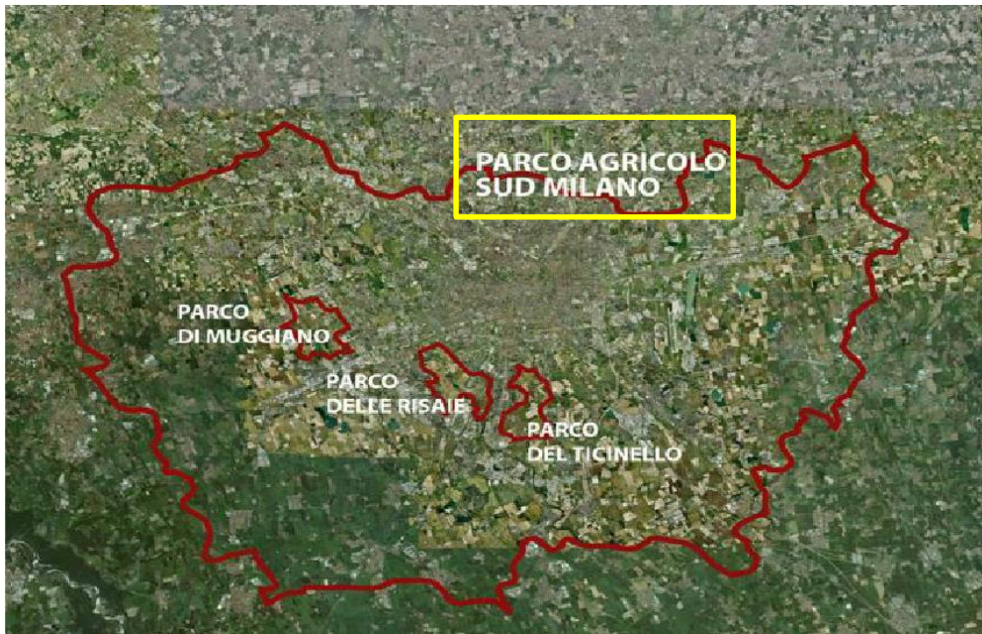 PARCO AGRICOLO
SUD MILANO
PARCO
DI MUGGIANO
PARCO
DELLE RISAIE
PARCO
DEL TICINELLO